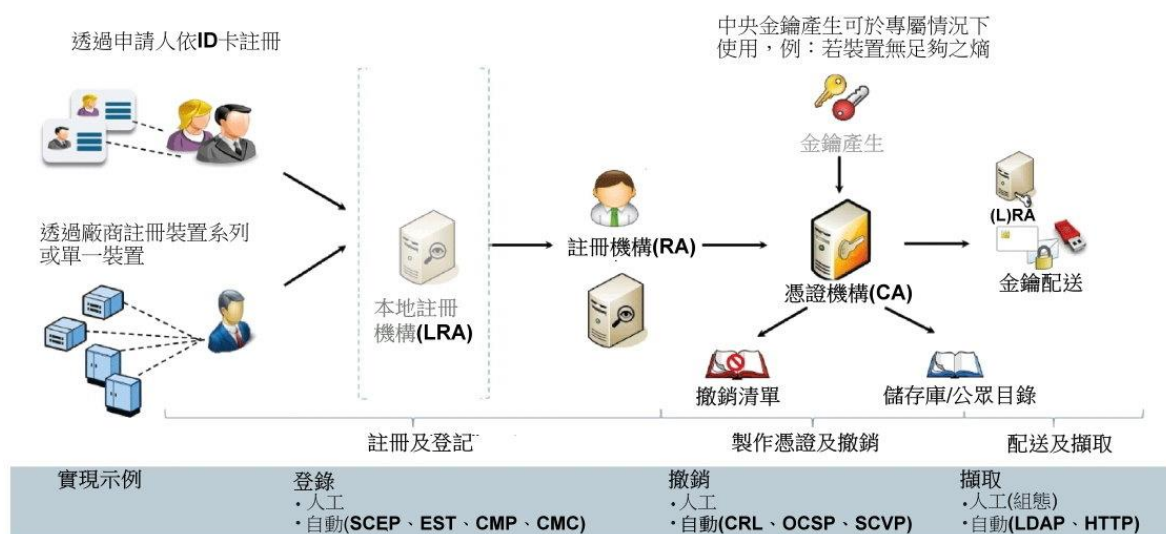 透過申請人依ID卡註冊
中央金鑰產生可於專屬情況下
使用，例：若裝置無足夠之熵
金鑰產生
透過廠商註冊裝置系列
或單一裝置
本地註冊
機構(LRA)
註冊機構(RA)
憑證機構(CA)
(L)RA
金鑰配送
撤銷清單
儲存庫/公眾目錄
註冊及登記
製作憑證及撤銷
配送及擷取
實現示例
登錄
・人工
・自動(SCEP、EST、CMP、CMC)
撤銷
・人工
・自動(CRL、OCSP、SCVP)
擷取
・人工(組態)
・自動(LDAP、HTTP)